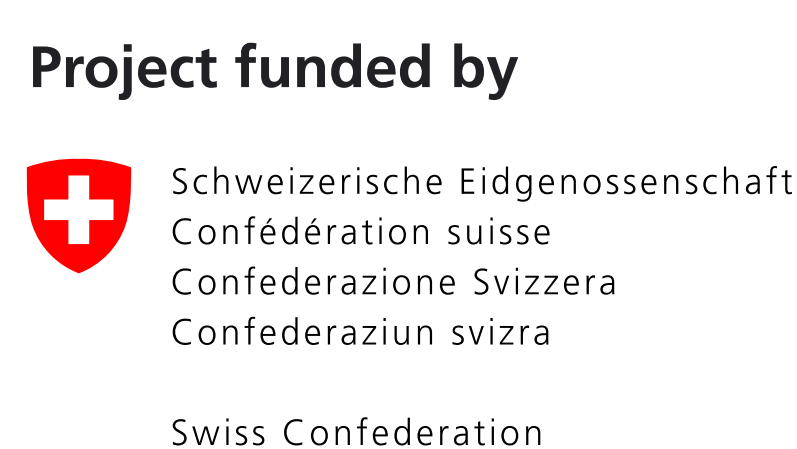 Project funded by
Schweizerische Eidgenossenschaft
Confédération suisse
Confederazione Svizzera
Confederaziun svizra
Swiss Confederation